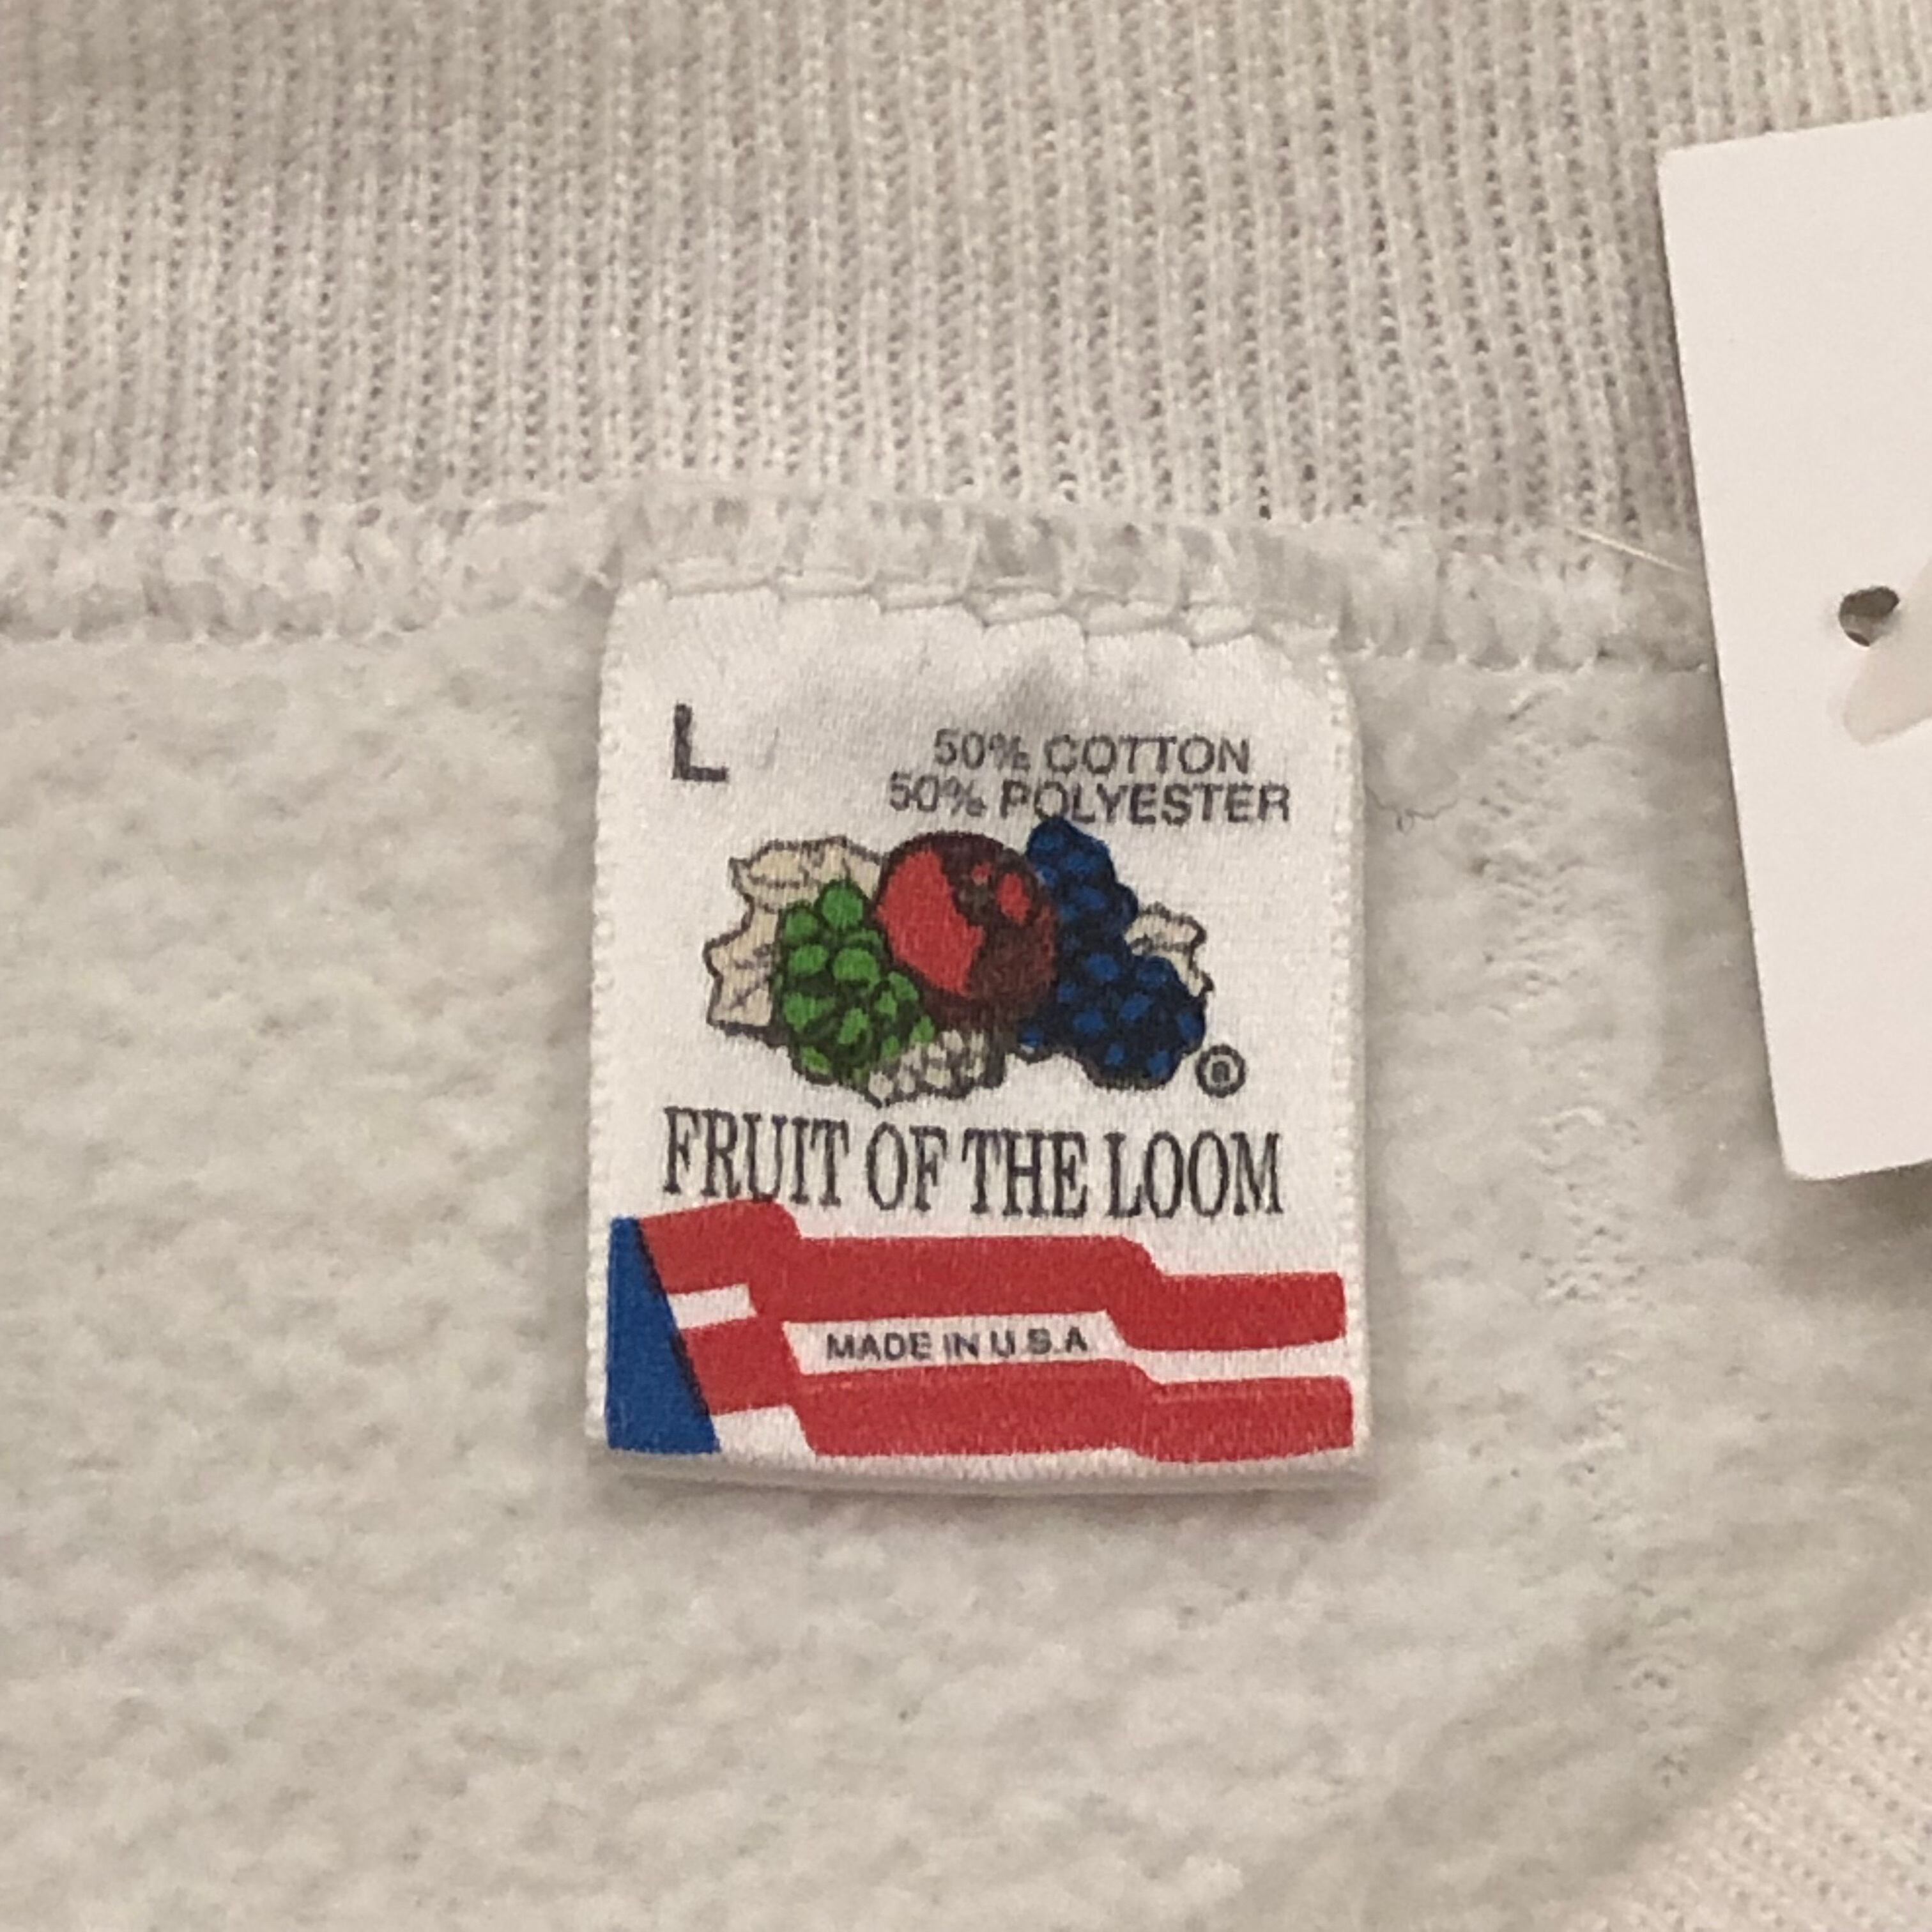 L
50% COTTON
50% POLYESTER
®
FRUIT OF THE LOOM
MADE IN U.S.A